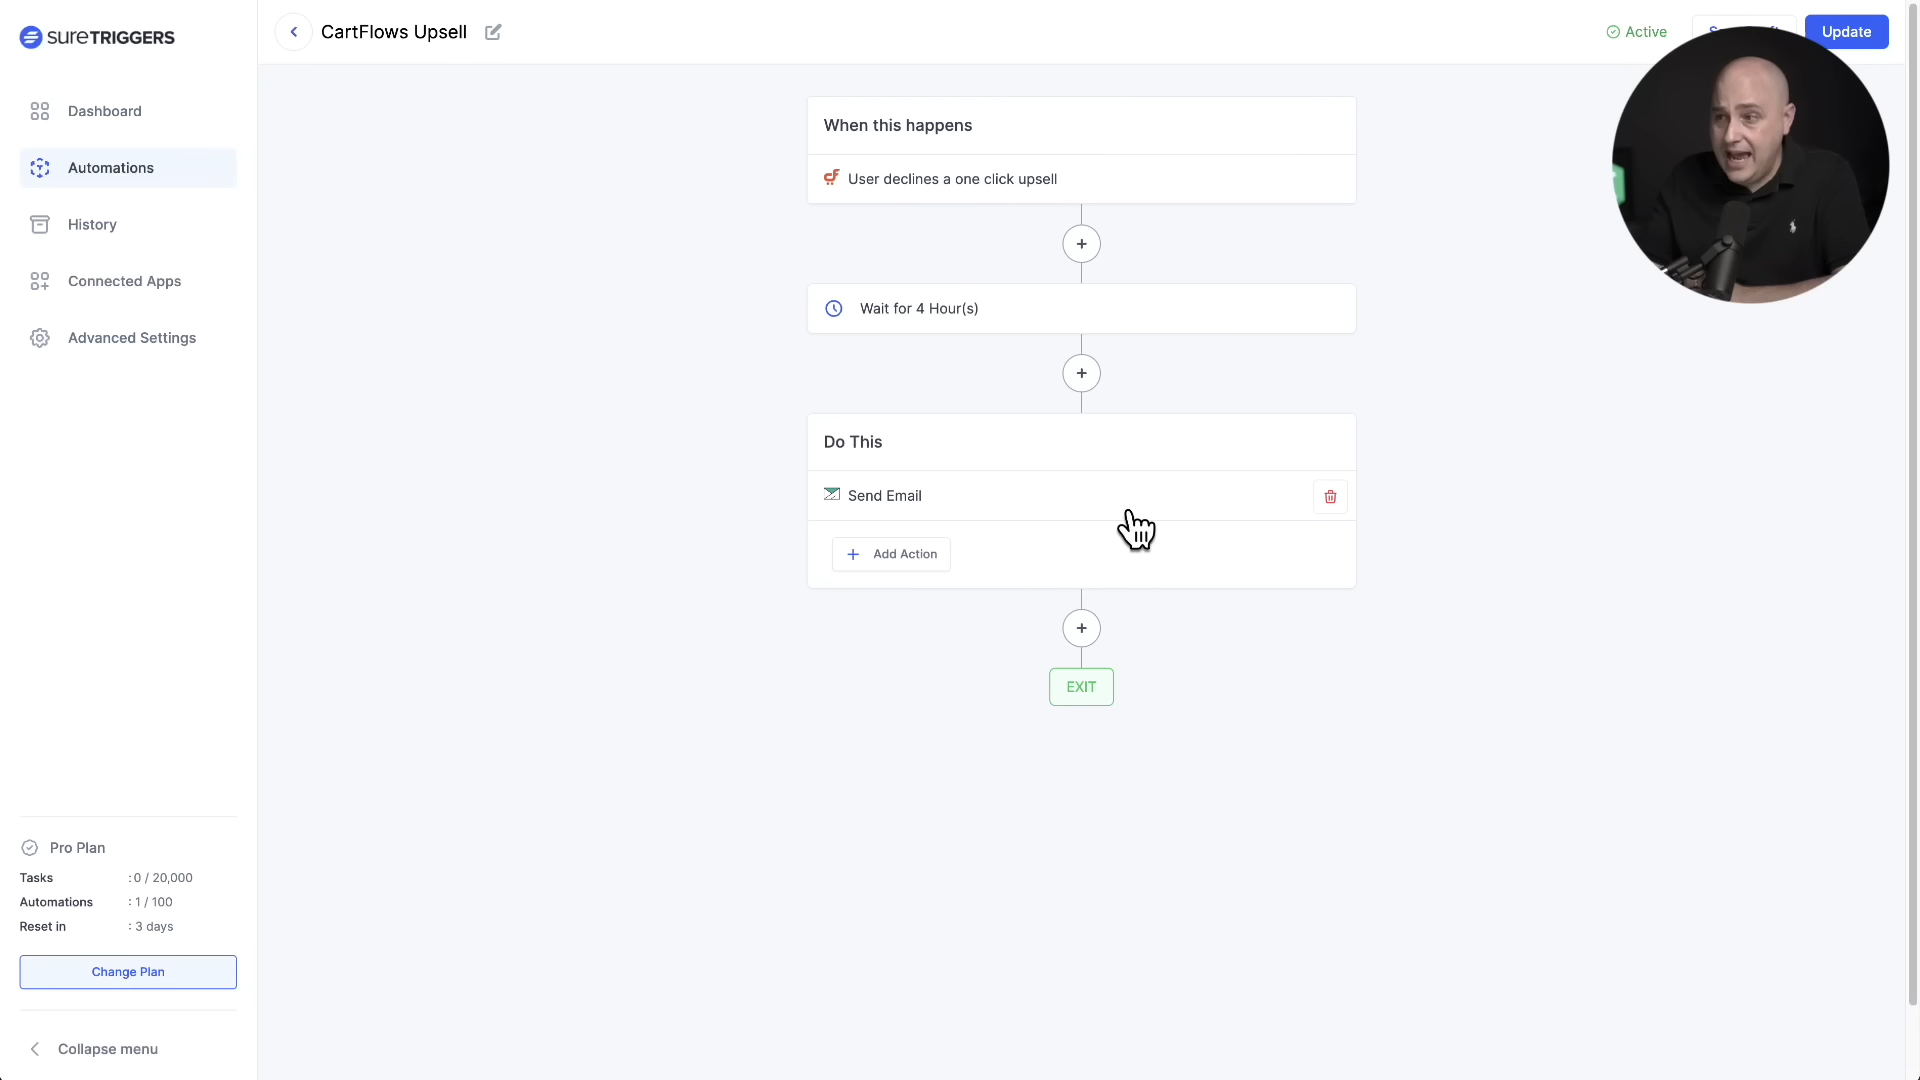 SureTRIGGERS
CartFlows Upsell
Active
Update
Dashboard
Automations
History
Connected Apps
Advanced Settings
When this happens
User declines a one click upsell
Wait for 4 Hour(s)
Do This
Send Email
Add Action
EXIT
Pro Plan
Tasks : 0 / 20,000
Automations : 1 / 100
Reset in : 3 days
Change Plan
Collapse menu